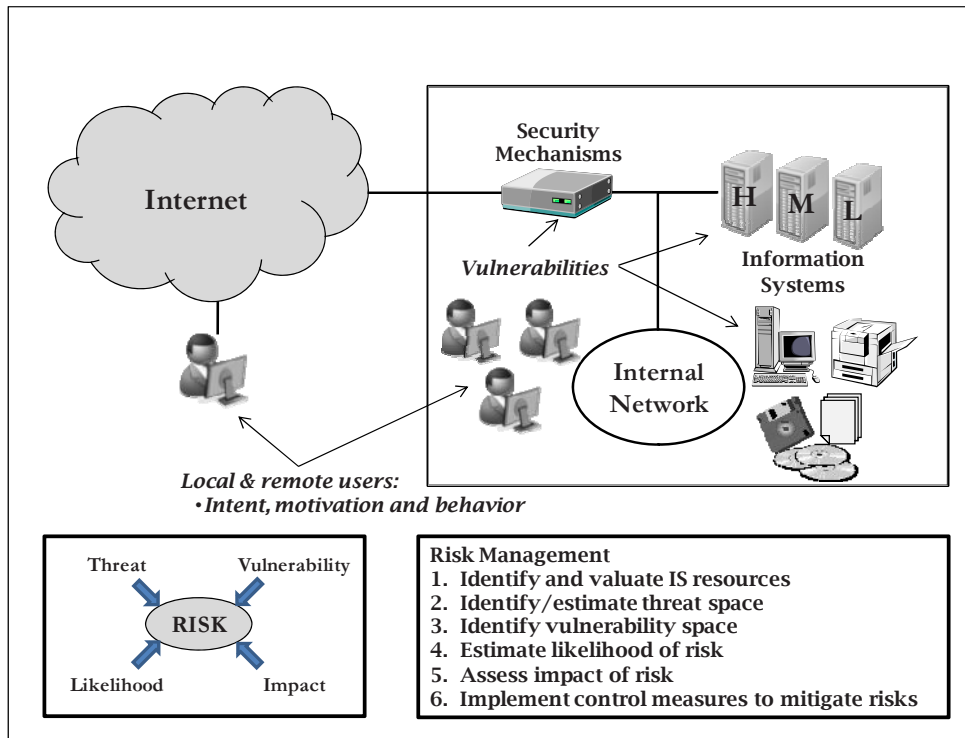 Internet
Security
Mechanisms
H
M
L
Vulnerabilities
Information
Systems
Internal
Network
Local & remote users:
• Intent, motivation and behavior
Threat
Vulnerability
RISK
Likelihood
Impact
Risk Management
1. Identify and valuate IS resources
2. Identify/estimate threat space
3. Identify vulnerability space
4. Estimate likelihood of risk
5. Assess impact of risk
6. Implement control measures to mitigate risks